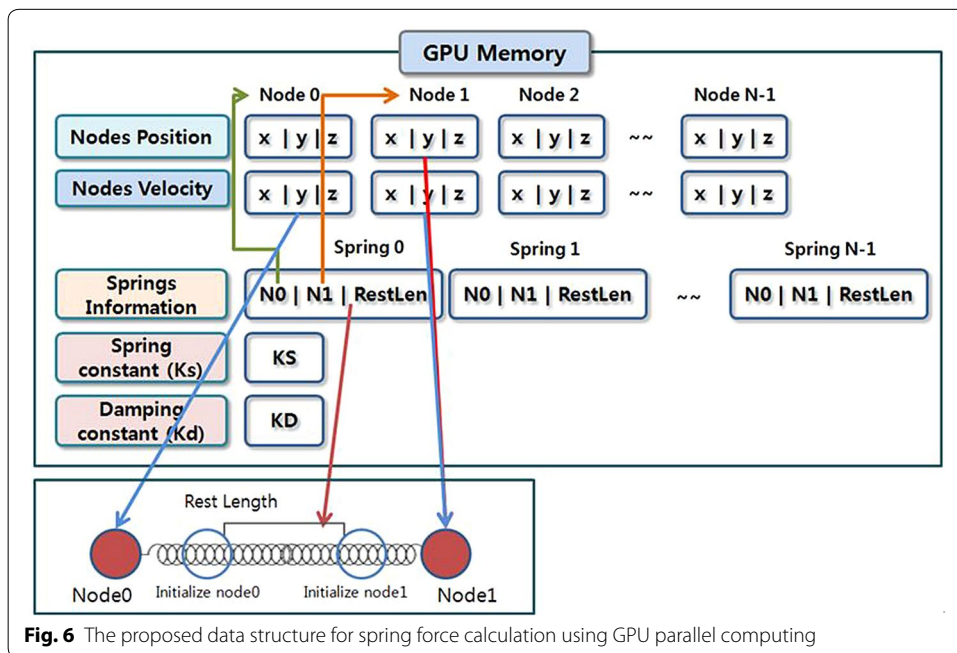 GPU Memory
Node 0 Node 1 Node 2 Node N-1
Nodes Position x | y | z x | y | z x | y | z ~~ x | y | z
Nodes Velocity x | y | z x | y | z x | y | z ~~ x | y | z
Spring 0 Spring 1 Spring N-1
Springs
Information
N0 | N1 | RestLen N0 | N1 | RestLen ~~ N0 | N1 | RestLen
Spring
constant (Ks)
KS
Damping
constant (Kd)
KD
Rest Length
Node0 Initialize node0 Initialize node1 Node1
Fig. 6 The proposed data structure for spring force calculation using GPU parallel computing